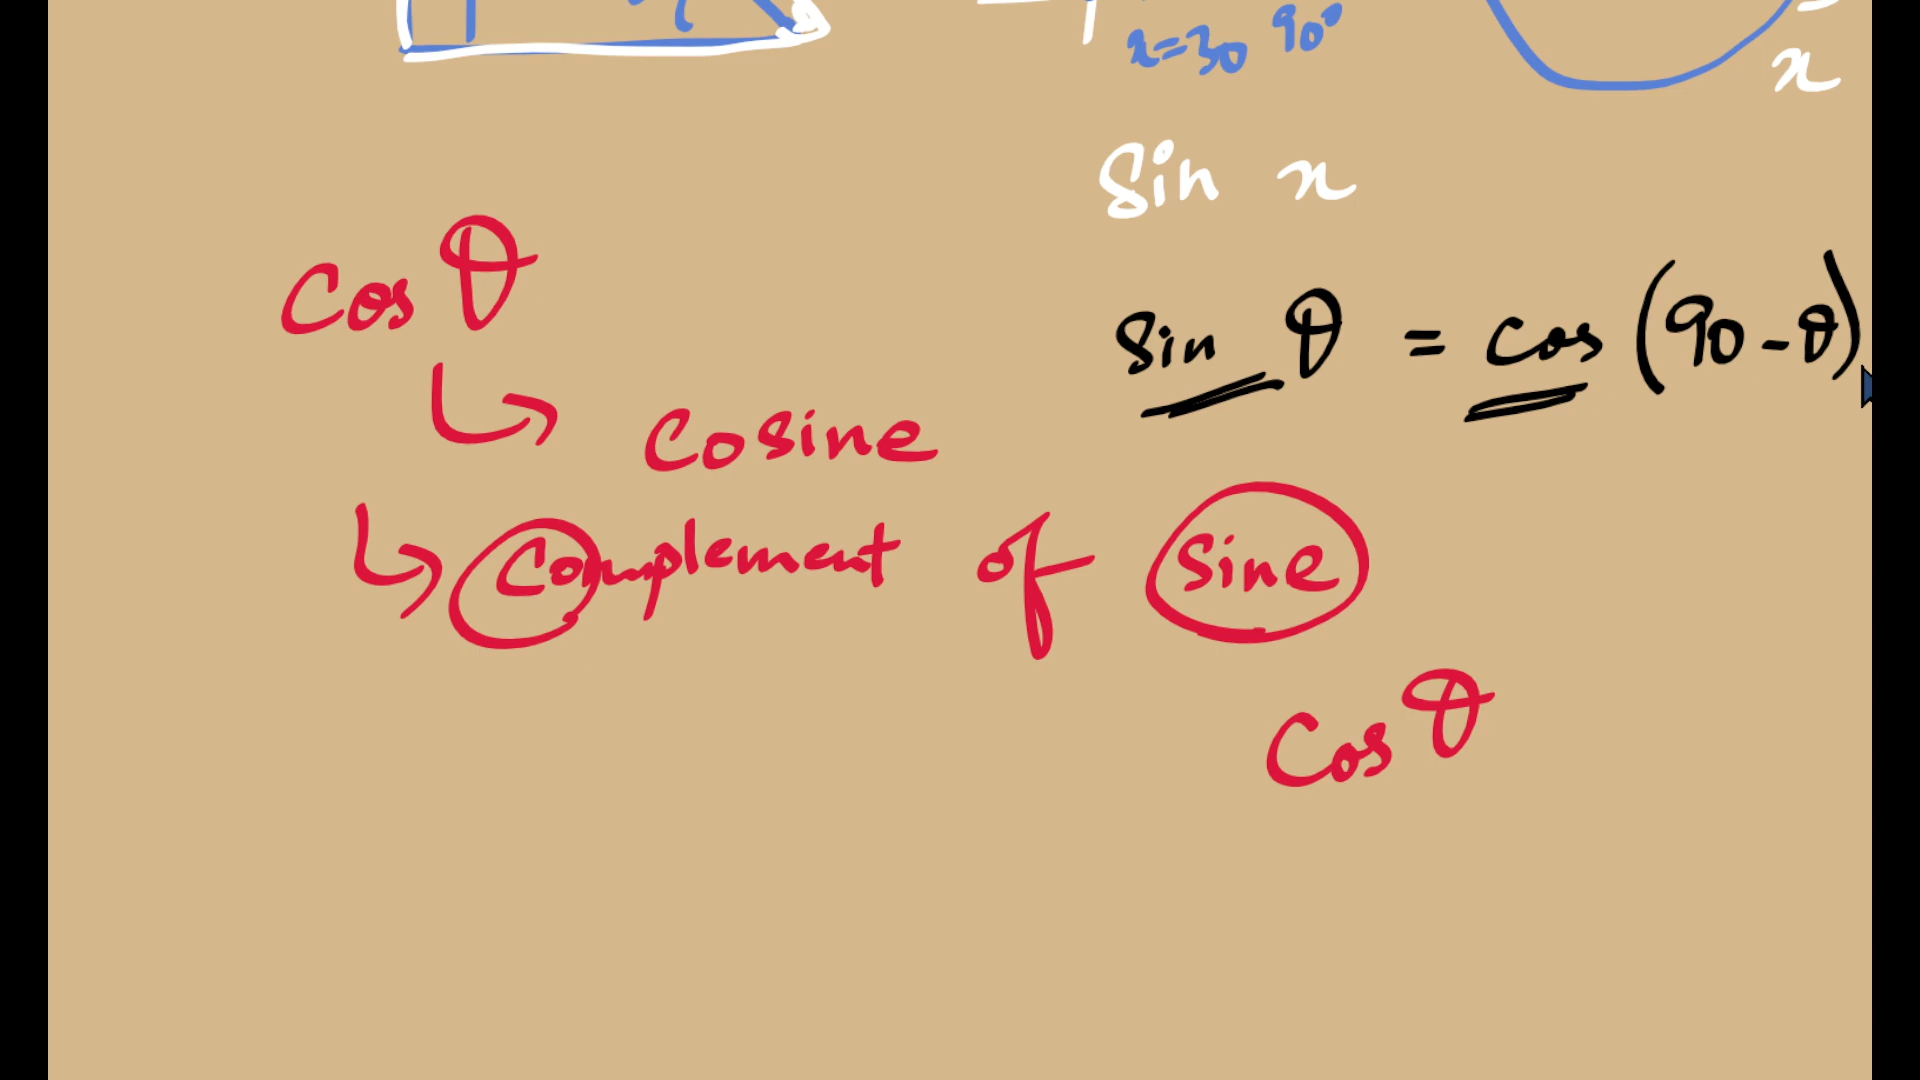 x=30 90°
x
Sin x
Cos θ
Sin θ = Cos (90-θ)
Cosine
Complement of Sine
Cos θ